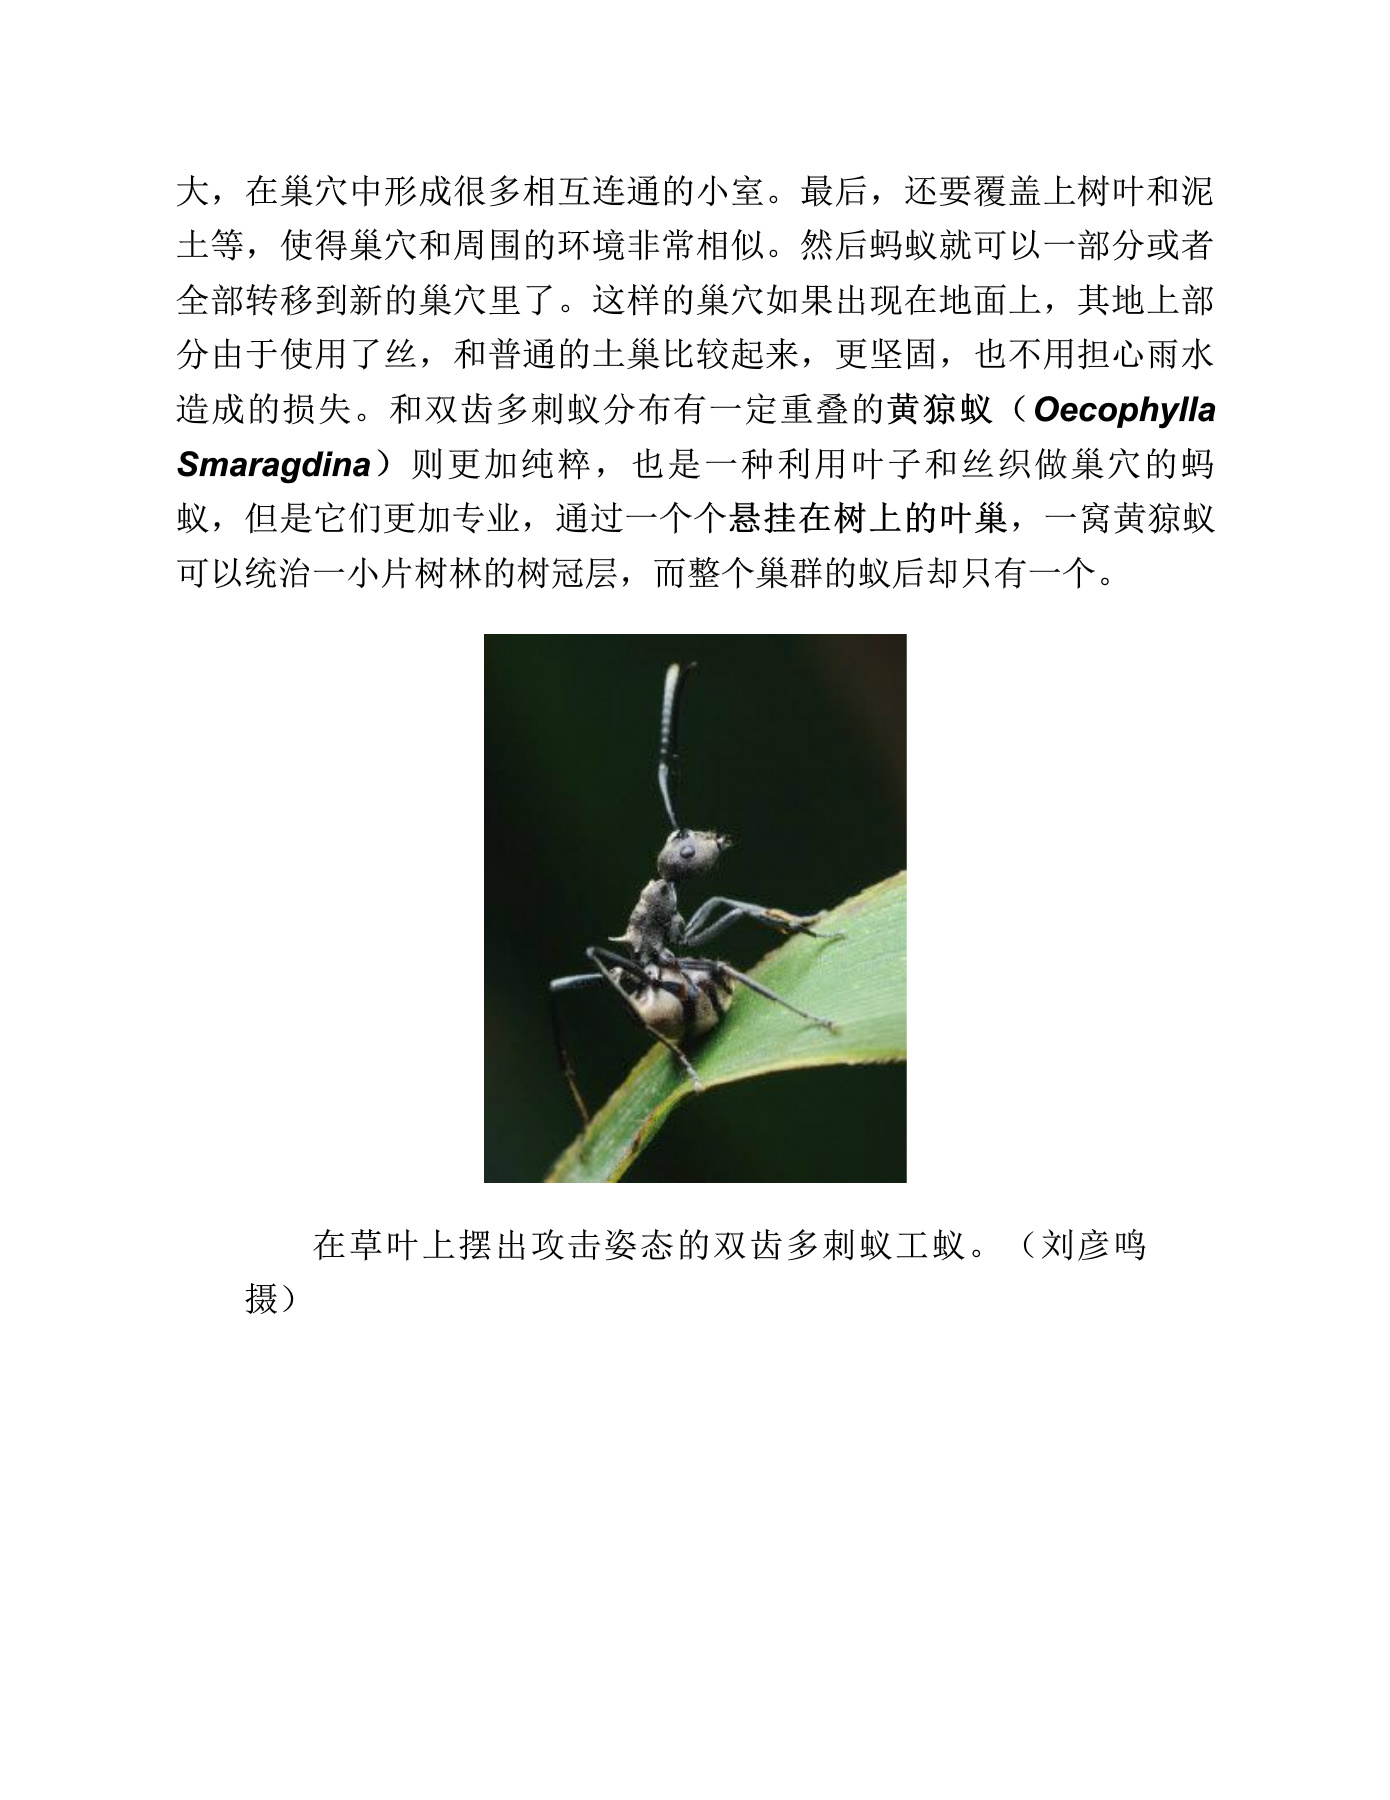 大，在巢穴中形成很多相互连通的小室。最后，还要覆盖上树叶和泥
土等，使得巢穴和周围的环境非常相似。然后蚂蚁就可以一部分或者
全部转移到新的巢穴里了。这样的巢穴如果出现在地面上，其地上部
分由于使用了丝，和普通的土巢比较起来，更坚固，也不用担心雨水
造成的损失。和双齿多刺蚁分布有一定重叠的黄猄蚁（Oecophylla
Smaragdina）则更加纯粹，也是一种利用叶子和丝织做巢穴的蚂
蚁，但是它们更加专业，通过一个个悬挂在树上的叶巢，一窝黄猄蚁
可以统治一小片树林的树冠层，而整个巢群的蚁后却只有一个。
在草叶上摆出攻击姿态的双齿多刺蚁工蚁。（刘彦鸣
摄）